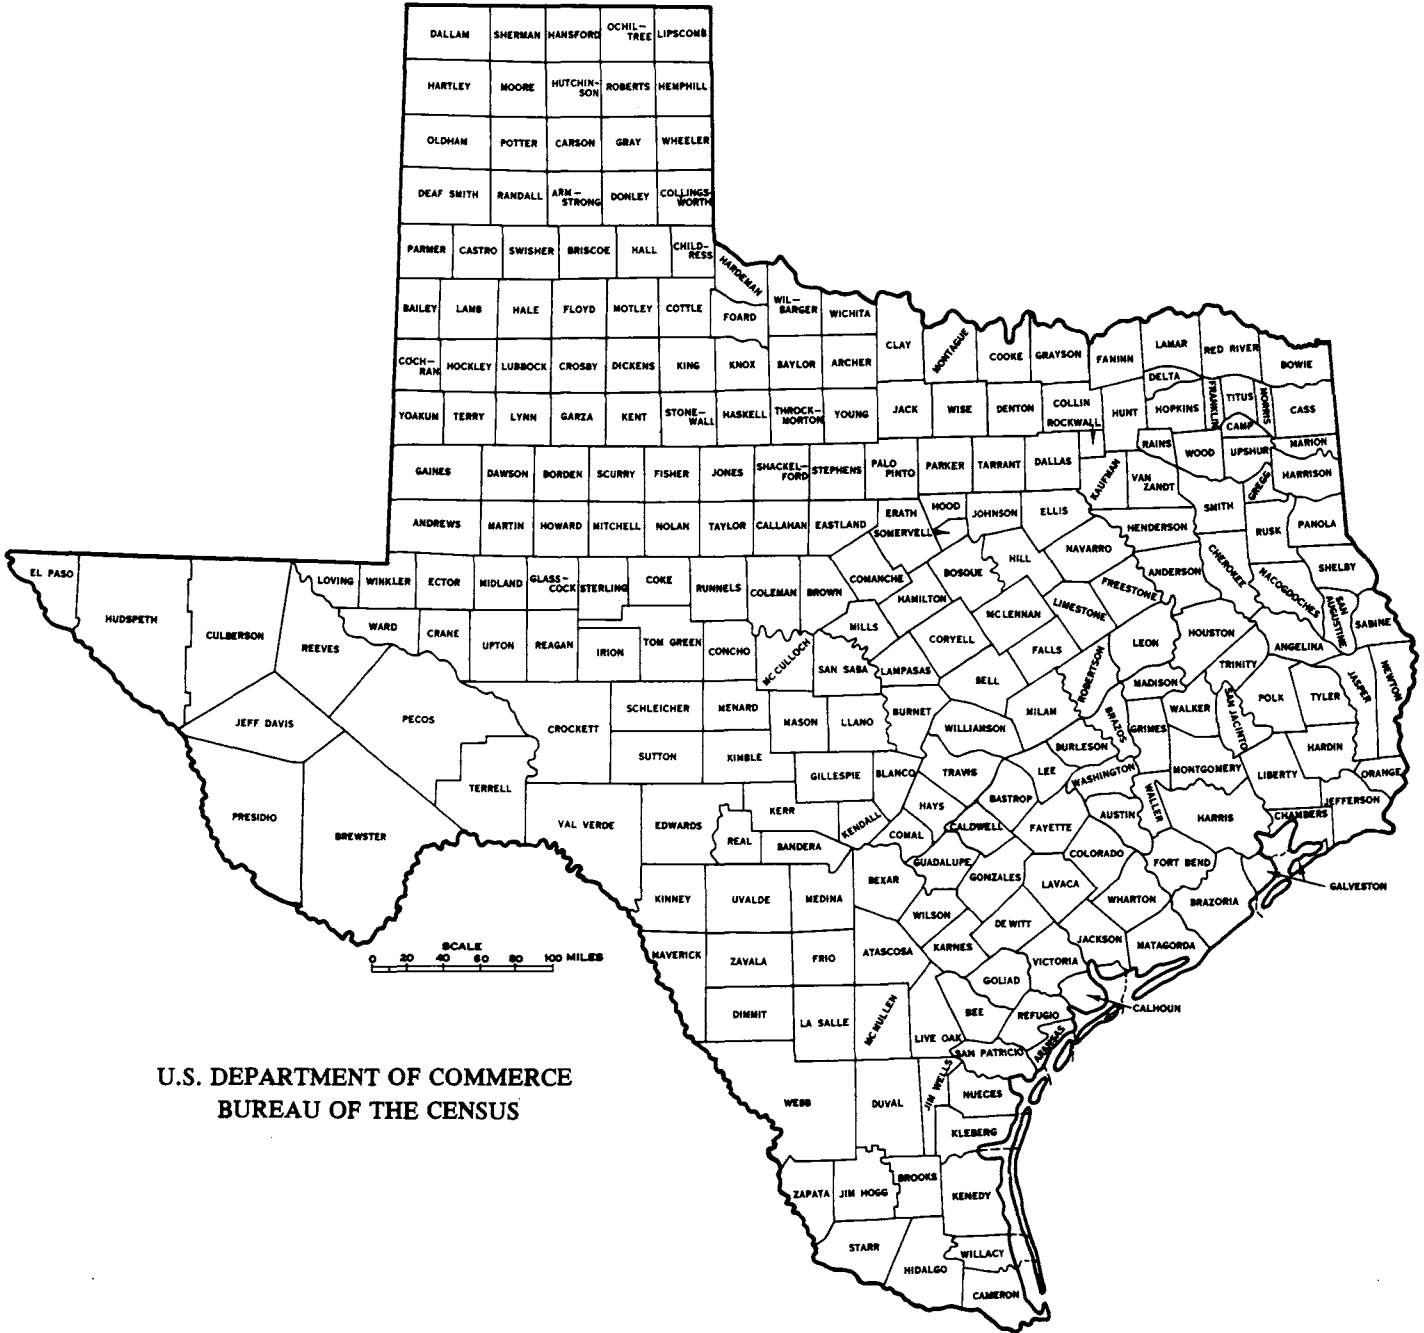 DALLAM SHERMAN HANSFORD OCHIL-
TREE LIPSCOMB
HARTLEY MOORE HUTCHIN-
SON ROBERTS HEMPHILL
OLDHAM POTTER CARSON GRAY WHEELER
DEAF SMITH RANDALL ARM-
STRONG DONLEY COLLINGS-
WORTH
PARMER CASTRO SWISHER BRISCOE HALL CHILD-
RESS HARDEMAN
BAILEY LAMB HALE FLOYD MOTLEY COTTLE FOARD WIL-
BARGER WICHITA
CLAY MONTAGUE COOKE GRAYSON FANINN LAMAR RED RIVER BOWIE
COCH-
RAN HOCKLEY LUBBOCK CROSBY DICKENS KING KNOX BAYLOR ARCHER
DELTA FRANKLIN TITUS MORRIS CASS
YOAKUM TERRY LYNN GARZA KENT STONE-
WALL HASKELL THROCK-
MORTON YOUNG JACK WISE DENTON COLLIN
ROCKWALL HUNT HOPKINS CAMP
RAINS WOOD UPSHUR MARION
GAINES DAWSON BORDEN SCURRY FISHER JONES SHACKEL-
FORD STEPHENS PALO
PINTO PARKER TARRANT DALLAS KAUFMAN VAN
ZANDT GREGG HARRISON
ANDREWS MARTIN HOWARD MITCHELL NOLAN TAYLOR CALLAHAN EASTLAND ERATH
SOMERVELL HOOD JOHNSON ELLIS HENDERSON SMITH RUSK PANOLA
EL PASO HUDSPETH CULBERSON REEVES LOVING WINKLER ECTOR MIDLAND GLASS-
COCK STERLING COKE RUNNELS COLEMAN BROWN COMANCHE BOSQUE HILL NAVARRO ANDERSON CHEROKEE NACOGDOCHES SHELBY
SAN
AUGUSTINE SABINE
HAMILTON MC LENNAN LIMESTONE FREESTONE
WARD CRANE UPTON REAGAN IRION TOM GREEN CONCHO MC CULLOCH SAN SABA MILLS LAMPASAS CORYELL FALLS LEON HOUSTON ANGELINA
BELL ROBERTSON MADISON TRINITY
JEFF DAVIS PECOS CROCKETT SCHLEICHER MENARD MASON LLANO BURNET WILLIAMSON MILAM BRAZOS GRIMES WALKER SAN JACINTO POLK TYLER JASPER NEWTON
TERRELL SUTTON KIMBLE GILLESPIE BLANCO TRAVIS LEE BURLESON WASHINGTON MONTGOMERY LIBERTY HARDIN ORANGE
PRESIDIO BREWSTER VAL VERDE EDWARDS REAL KERR BANDERA KENDALL HAYS COMAL CALDWELL BASTROP FAYETTE AUSTIN WALLER HARRIS CHAMBERS JEFFERSON
KINNEY UVALDE MEDINA BEXAR GUADALUPE GONZALES LAVACA COLORADO FORT BEND
GALVESTON
WILSON DE WITT WHARTON BRAZORIA
MAVERICK ZAVALA FRIO ATASCOSA KARNES GOLIAD VICTORIA JACKSON MATAGORDA
SCALE
0 20 40 60 80 100 MILES
DIMMIT LA SALLE MC MULLEN LIVE OAK BEE REFUGIO CALHOUN
SAN PATRICIO ARANSAS
U.S. DEPARTMENT OF COMMERCE
BUREAU OF THE CENSUS
WEBB DUVAL JIM WELLS NUECES
KLEBERG
ZAPATA JIM HOGG BROOKS KENEDY
STARR HIDALGO WILLACY
CAMERON